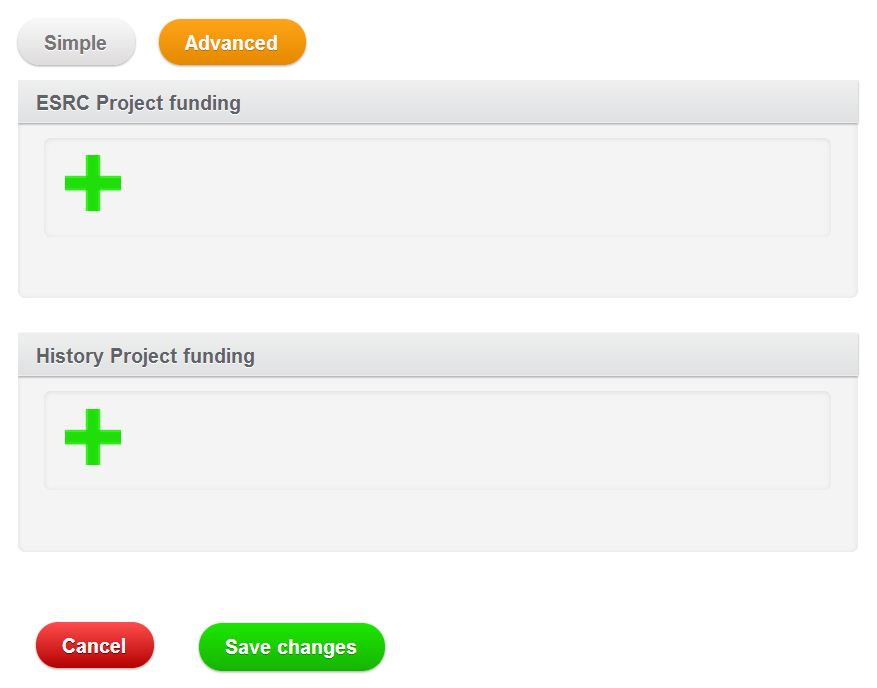 Simple
Advanced
ESRC Project funding
History Project funding
Cancel
Save changes